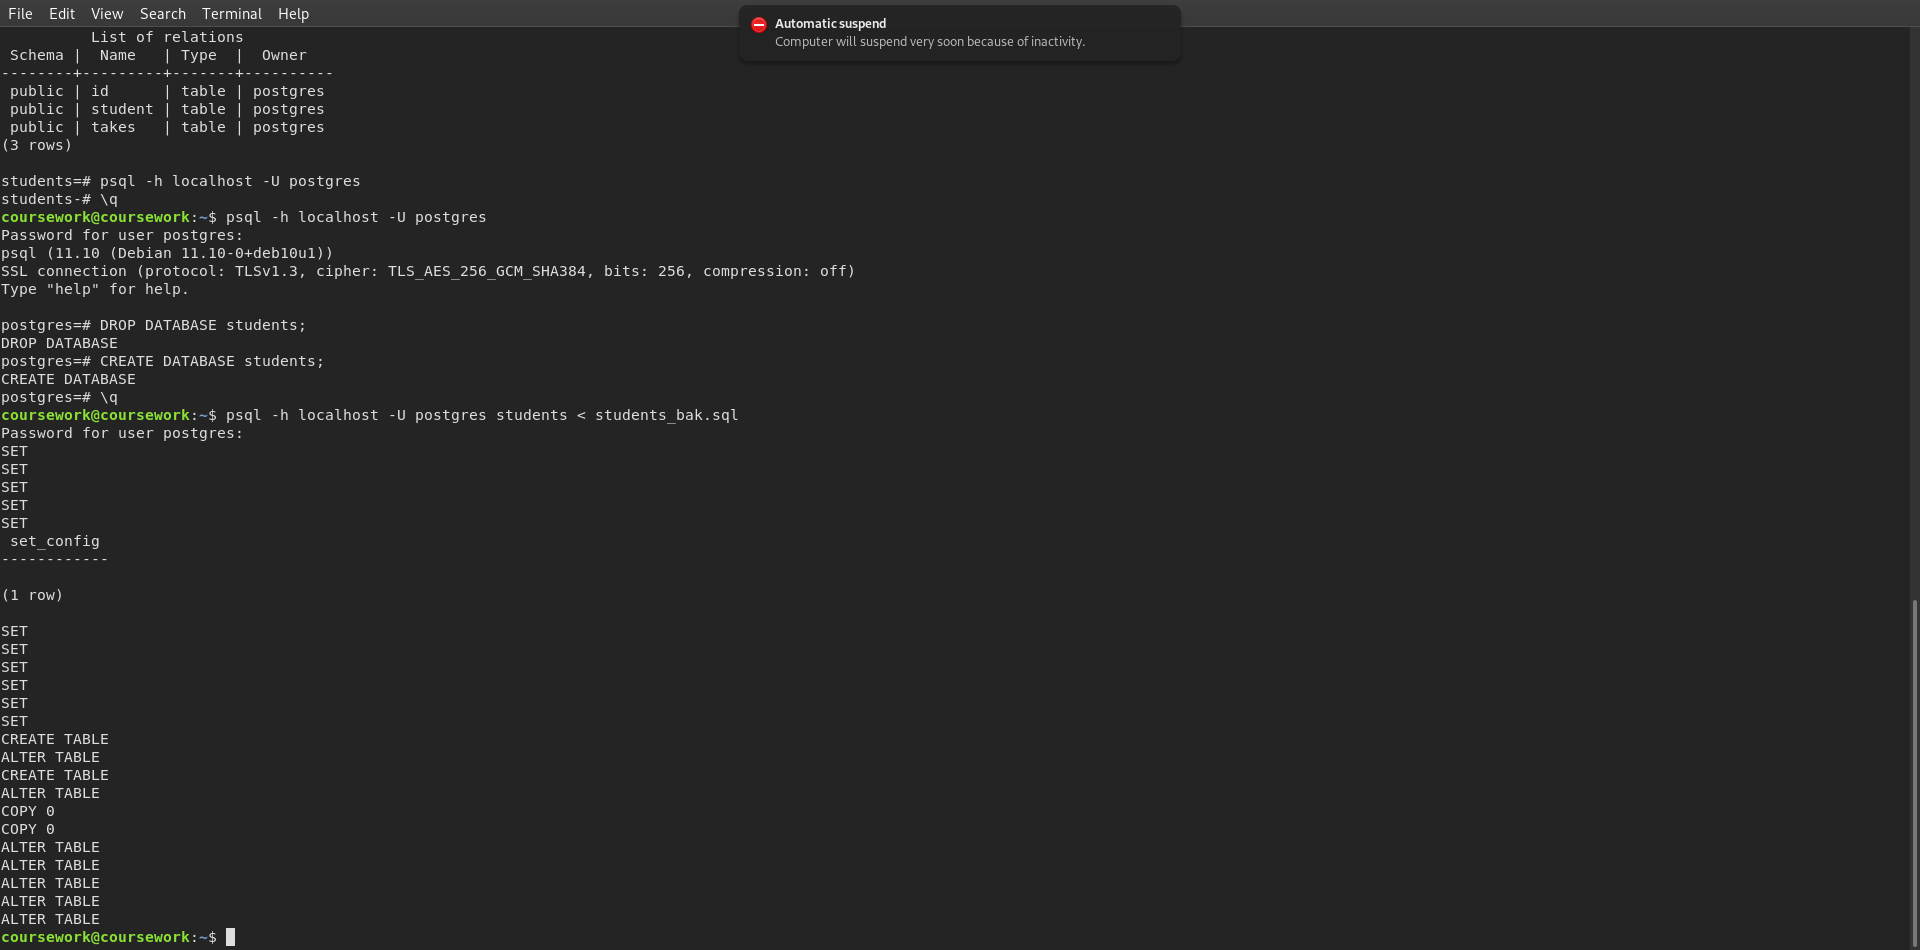 File Edit View Search Terminal Help
Automatic suspend
Computer will suspend very soon because of inactivity.
          List of relations
 Schema |  Name   | Type  |  Owner
--------+---------+-------+----------
 public | id      | table | postgres
 public | student | table | postgres
 public | takes   | table | postgres
(3 rows)
students=# psql -h localhost -U postgres
students-# \q
coursework@coursework:~$ psql -h localhost -U postgres
Password for user postgres:
psql (11.10 (Debian 11.10-0+deb10u1))
SSL connection (protocol: TLSv1.3, cipher: TLS_AES_256_GCM_SHA384, bits: 256, compression: off)
Type "help" for help.
postgres=# DROP DATABASE students;
DROP DATABASE
postgres=# CREATE DATABASE students;
CREATE DATABASE
postgres=# \q
coursework@coursework:~$ psql -h localhost -U postgres students < students_bak.sql
Password for user postgres:
SET
SET
SET
SET
SET
 set_config
------------
(1 row)
SET
SET
SET
SET
SET
SET
CREATE TABLE
ALTER TABLE
CREATE TABLE
ALTER TABLE
COPY 0
COPY 0
ALTER TABLE
ALTER TABLE
ALTER TABLE
ALTER TABLE
ALTER TABLE
coursework@coursework:~$